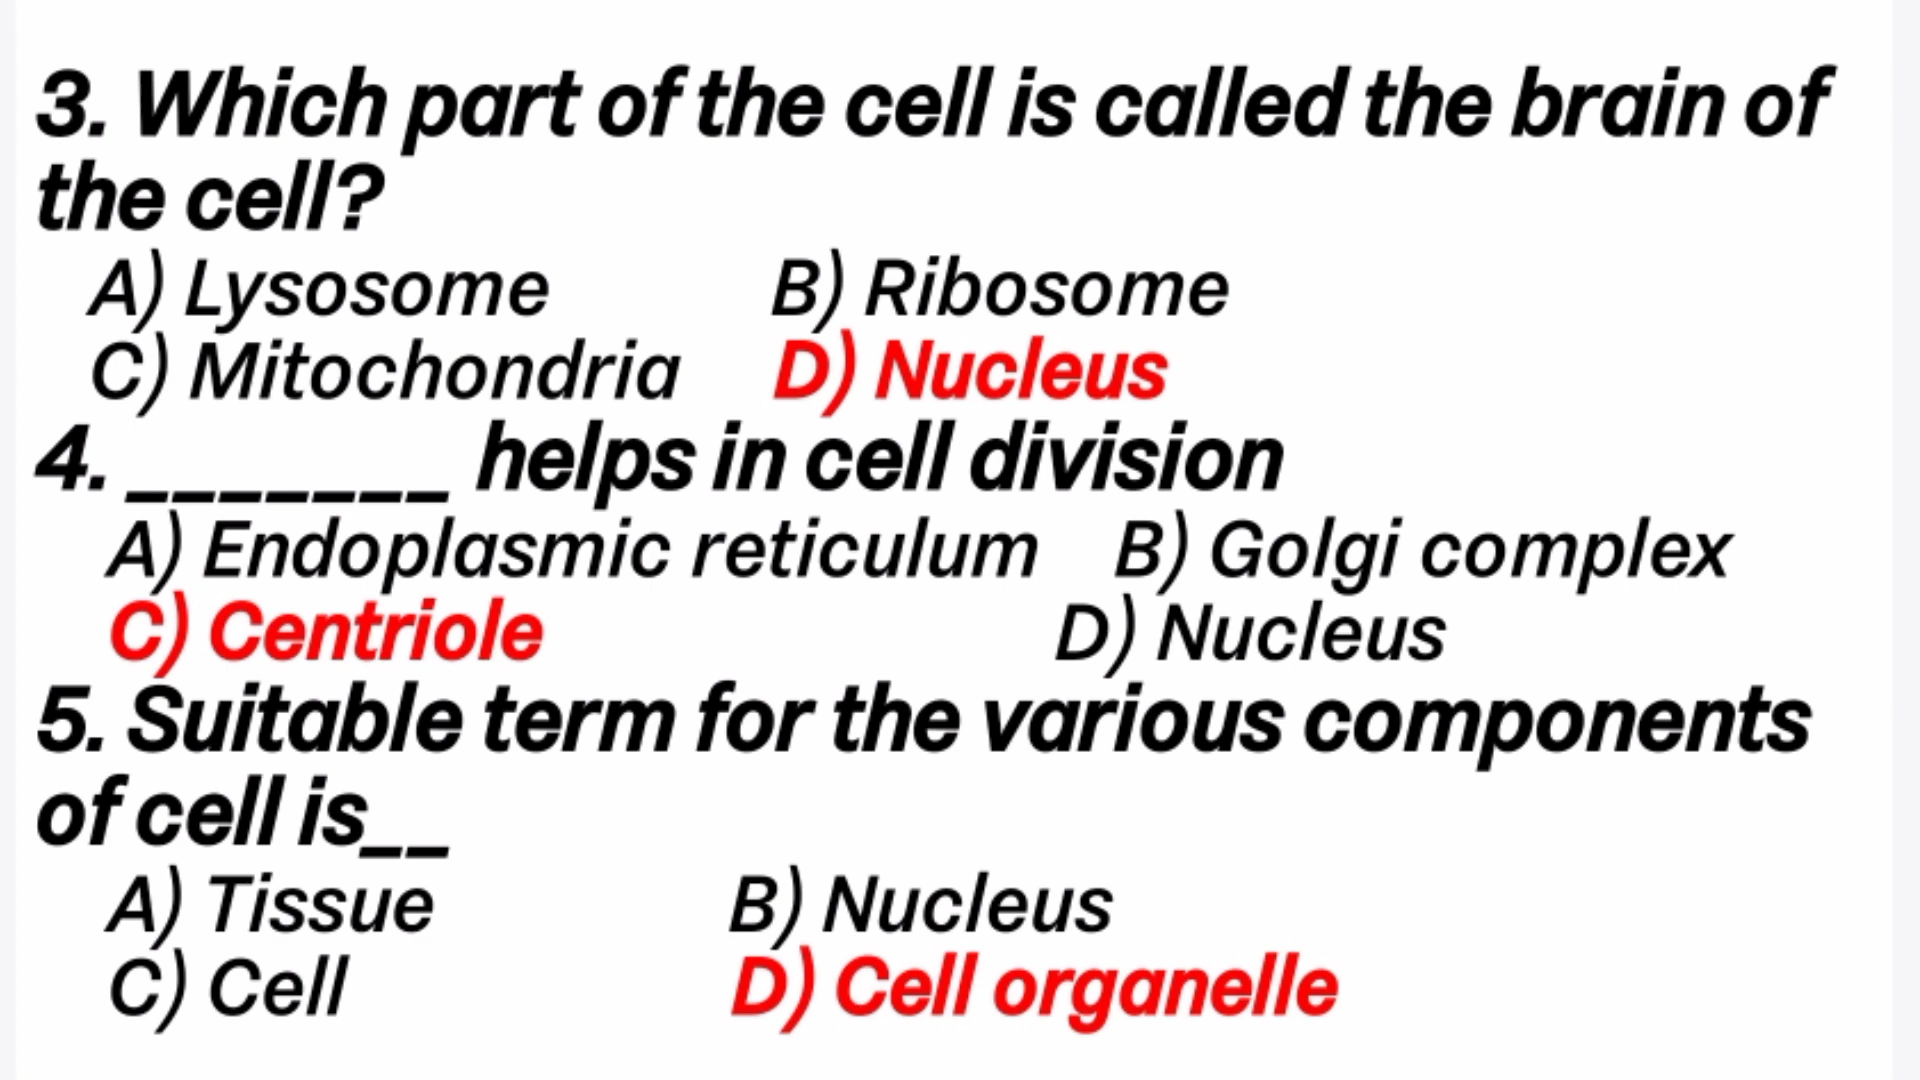 3. Which part of the cell is called the brain of
the cell?
A) Lysosome B) Ribosome
C) Mitochondria D) Nucleus
4. _______ helps in cell division
A) Endoplasmic reticulum B) Golgi complex
C) Centriole D) Nucleus
5. Suitable term for the various components
of cell is__
A) Tissue B) Nucleus
C) Cell D) Cell organelle